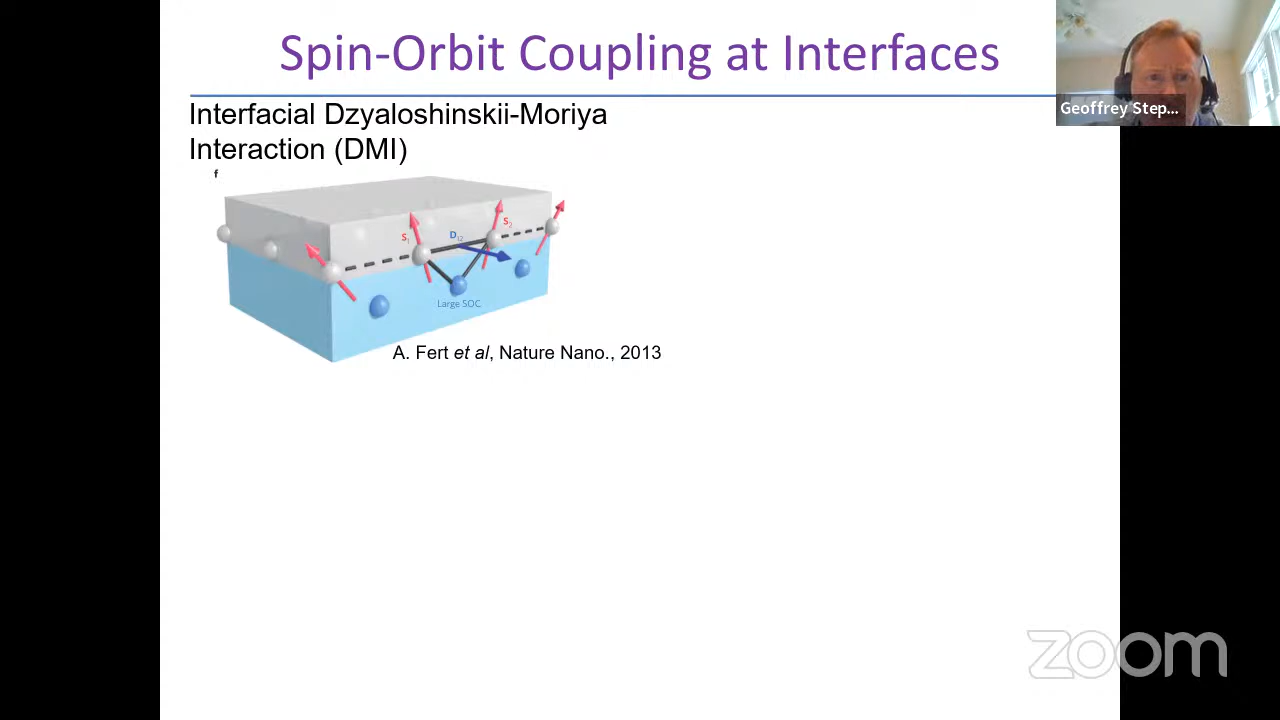 Spin-Orbit Coupling at Interfaces
Geoffrey Step...
Interfacial Dzyaloshinskii-Moriya
Interaction (DMI)
f
S1
D12
S2
Large SOC
A. Fert et al, Nature Nano., 2013
zoom